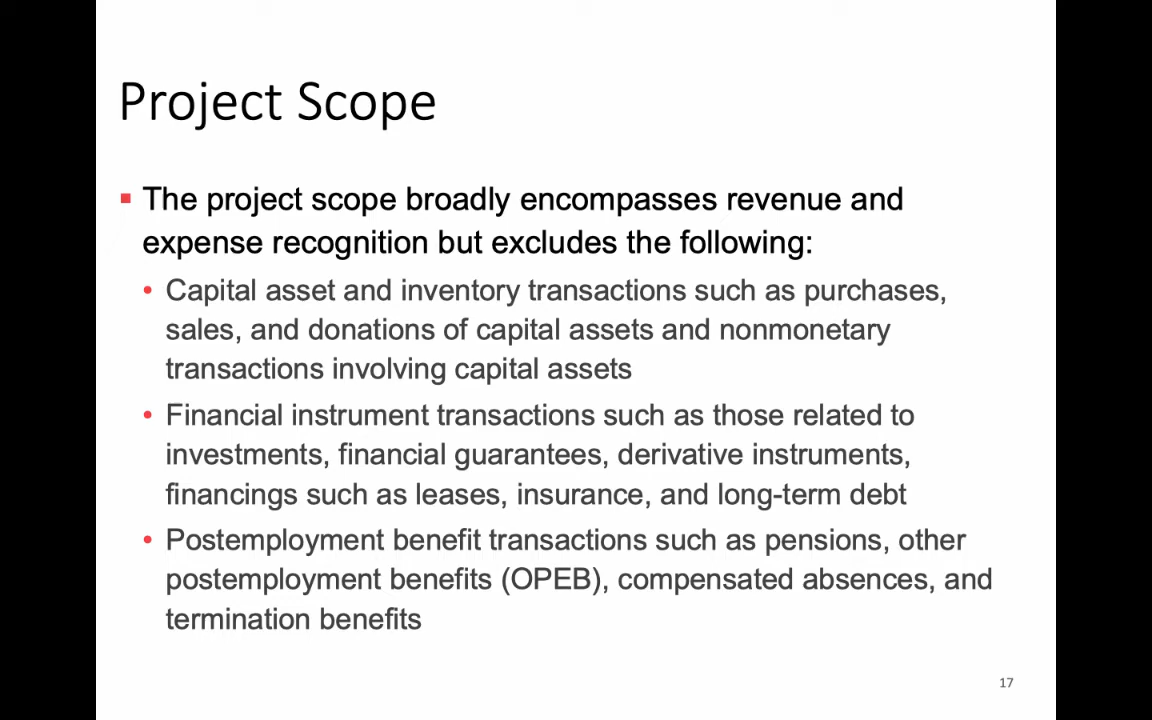 Project Scope
▪ The project scope broadly encompasses revenue and
expense recognition but excludes the following:
• Capital asset and inventory transactions such as purchases,
sales, and donations of capital assets and nonmonetary
transactions involving capital assets
• Financial instrument transactions such as those related to
investments, financial guarantees, derivative instruments,
financings such as leases, insurance, and long-term debt
• Postemployment benefit transactions such as pensions, other
postemployment benefits (OPEB), compensated absences, and
termination benefits
17